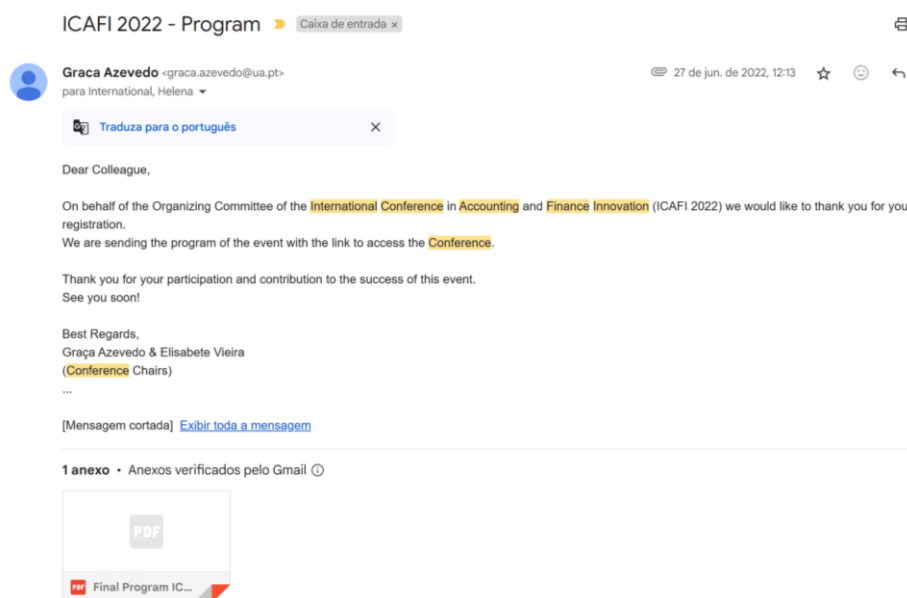 ICAFI 2022 - Program Caixa de entrada ×
Graca Azevedo <graca.azevedo@ua.pt> 27 de jun. de 2022, 12:13
para International, Helena
Traduza para o português
Dear Colleague,
On behalf of the Organizing Committee of the International Conference in Accounting and Finance Innovation (ICAFI 2022) we would like to thank you for you
registration.
We are sending the program of the event with the link to access the Conference.
Thank you for your participation and contribution to the success of this event.
See you soon!
Best Regards,
Graça Azevedo & Elisabete Vieira
(Conference Chairs)
...
[Mensagem cortada] Exibir toda a mensagem
1 anexo • Anexos verificados pelo Gmail
PDF
PDF Final Program IC...